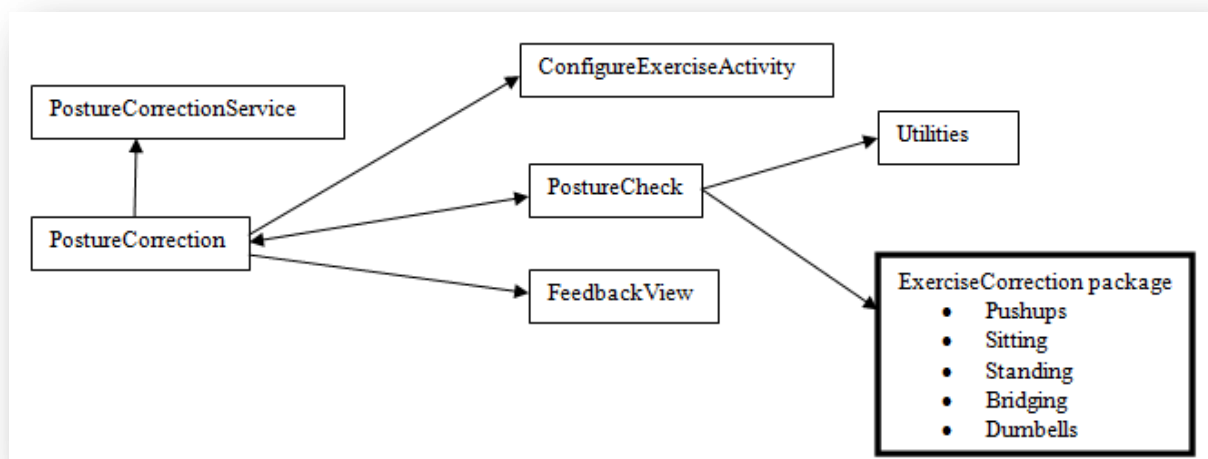 ConfigureExerciseActivity
PostureCorrectionService
Utilities
PostureCheck
PostureCorrection
ExerciseCorrection package
• Pushups
• Sitting
• Standing
• Bridging
• Dumbells
FeedbackView